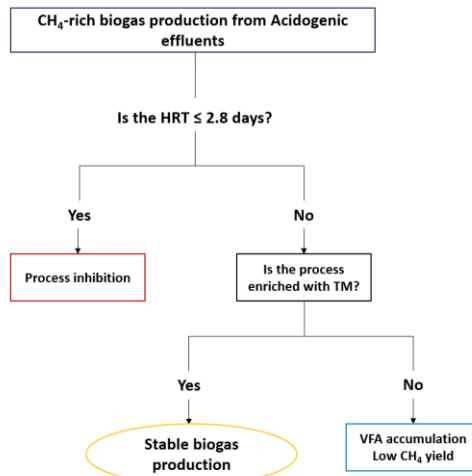 CH₄-rich biogas production from Acidogenic
effluents
Is the HRT ≤ 2.8 days?
Yes
No
Process inhibition
Is the process
enriched with TM?
Yes
No
Stable biogas
production
VFA accumulation
Low CH₄ yield